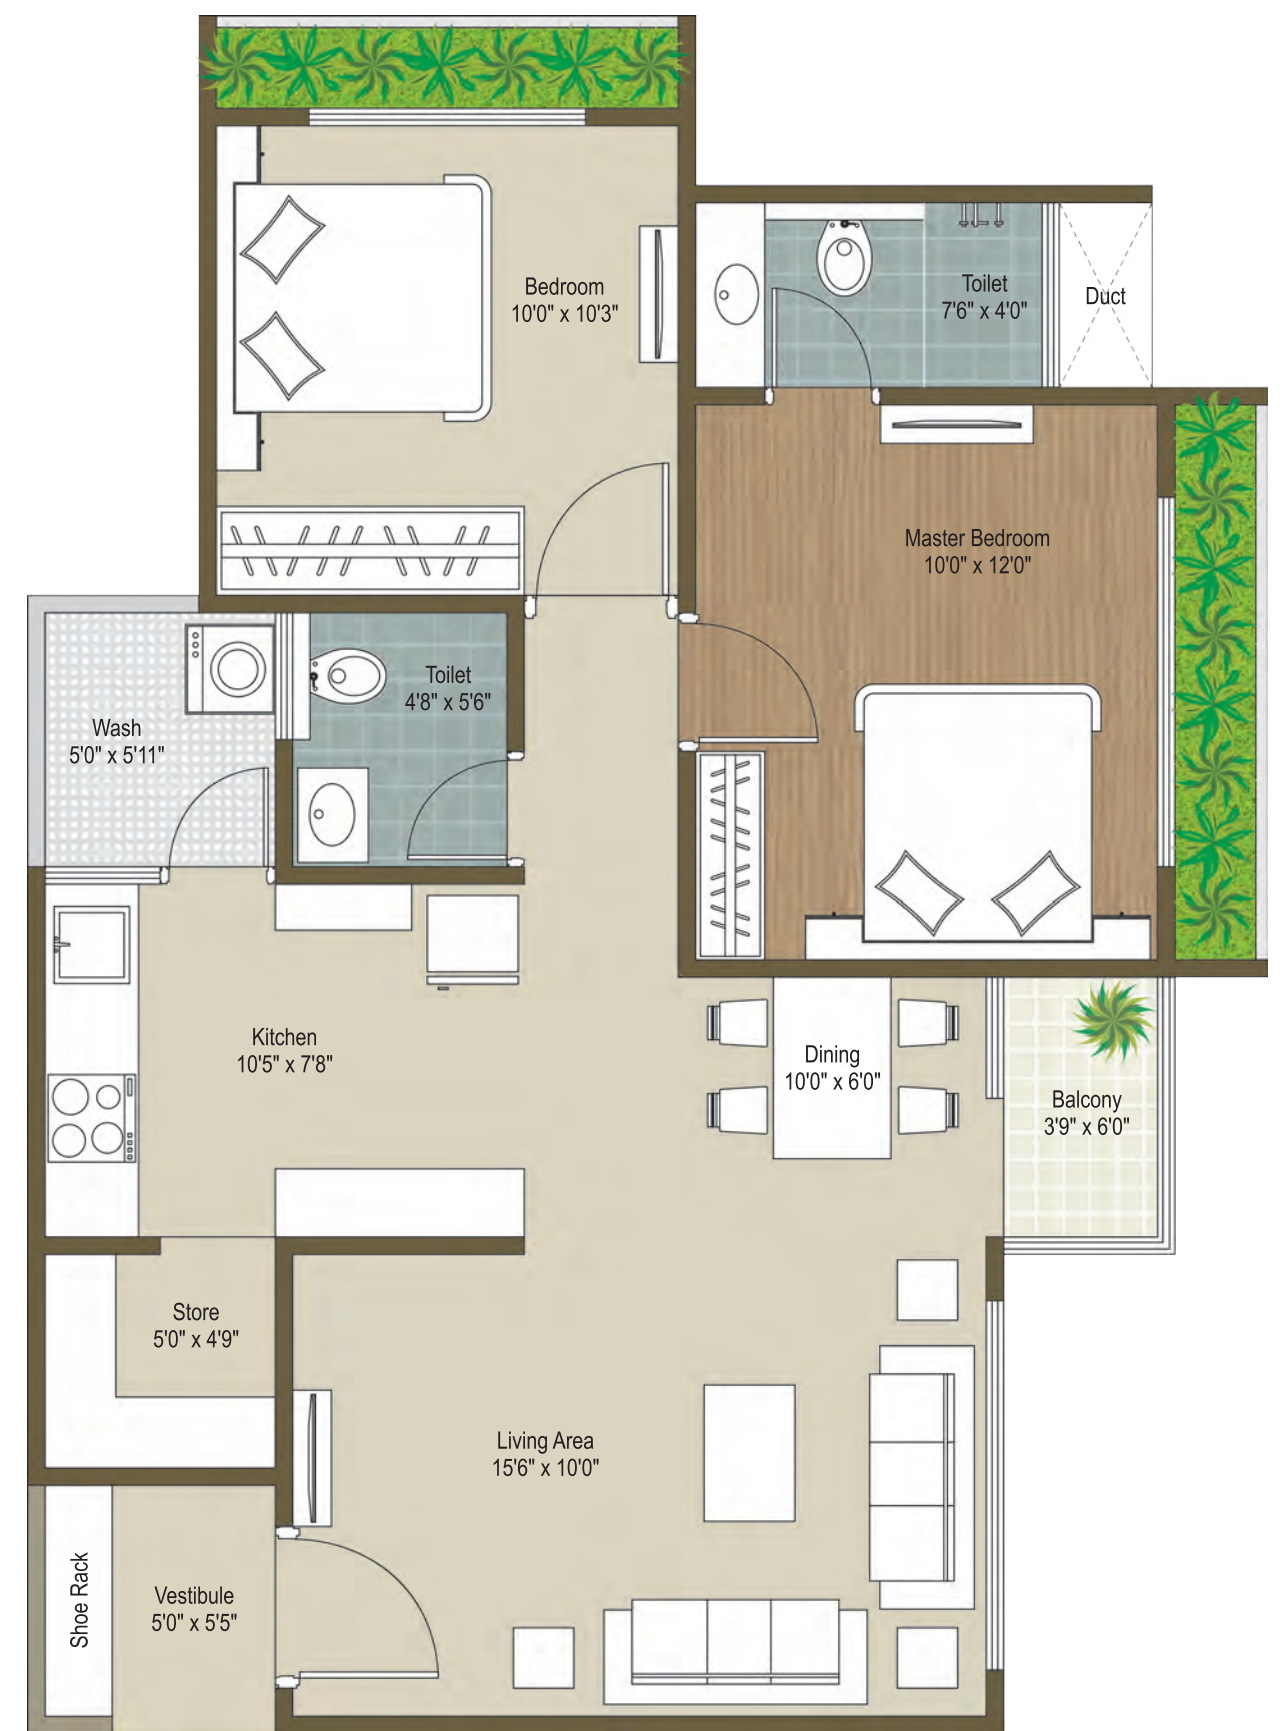 Bedroom
10'0" x 10'3"
Toilet
7'6" x 4'0"
Duct
Master Bedroom
10'0" x 12'0"
Toilet
4'8" x 5'6"
Wash
5'0" x 5'11"
Kitchen
10'5" x 7'8"
Dining
10'0" x 6'0"
Balcony
3'9" x 6'0"
Store
5'0" x 4'9"
Living Area
15'6" x 10'0"
Shoe Rack
Vestibule
5'0" x 5'5"